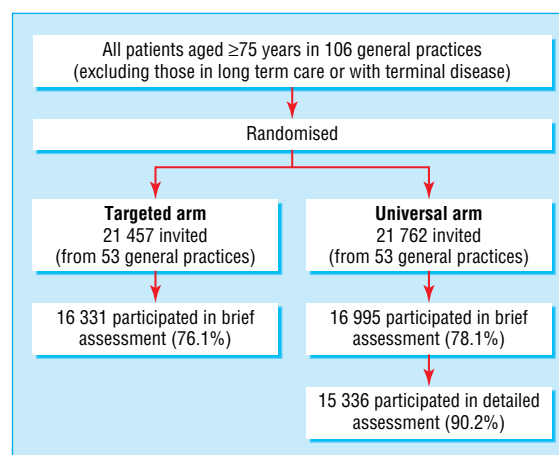 All patients aged ≥75 years in 106 general practices
(excluding those in long term care or with terminal disease)
Randomised
Targeted arm
21 457 invited
(from 53 general practices)
Universal arm
21 762 invited
(from 53 general practices)
16 331 participated in brief
assessment (76.1%)
16 995 participated in brief
assessment (78.1%)
15 336 participated in detailed
assessment (90.2%)